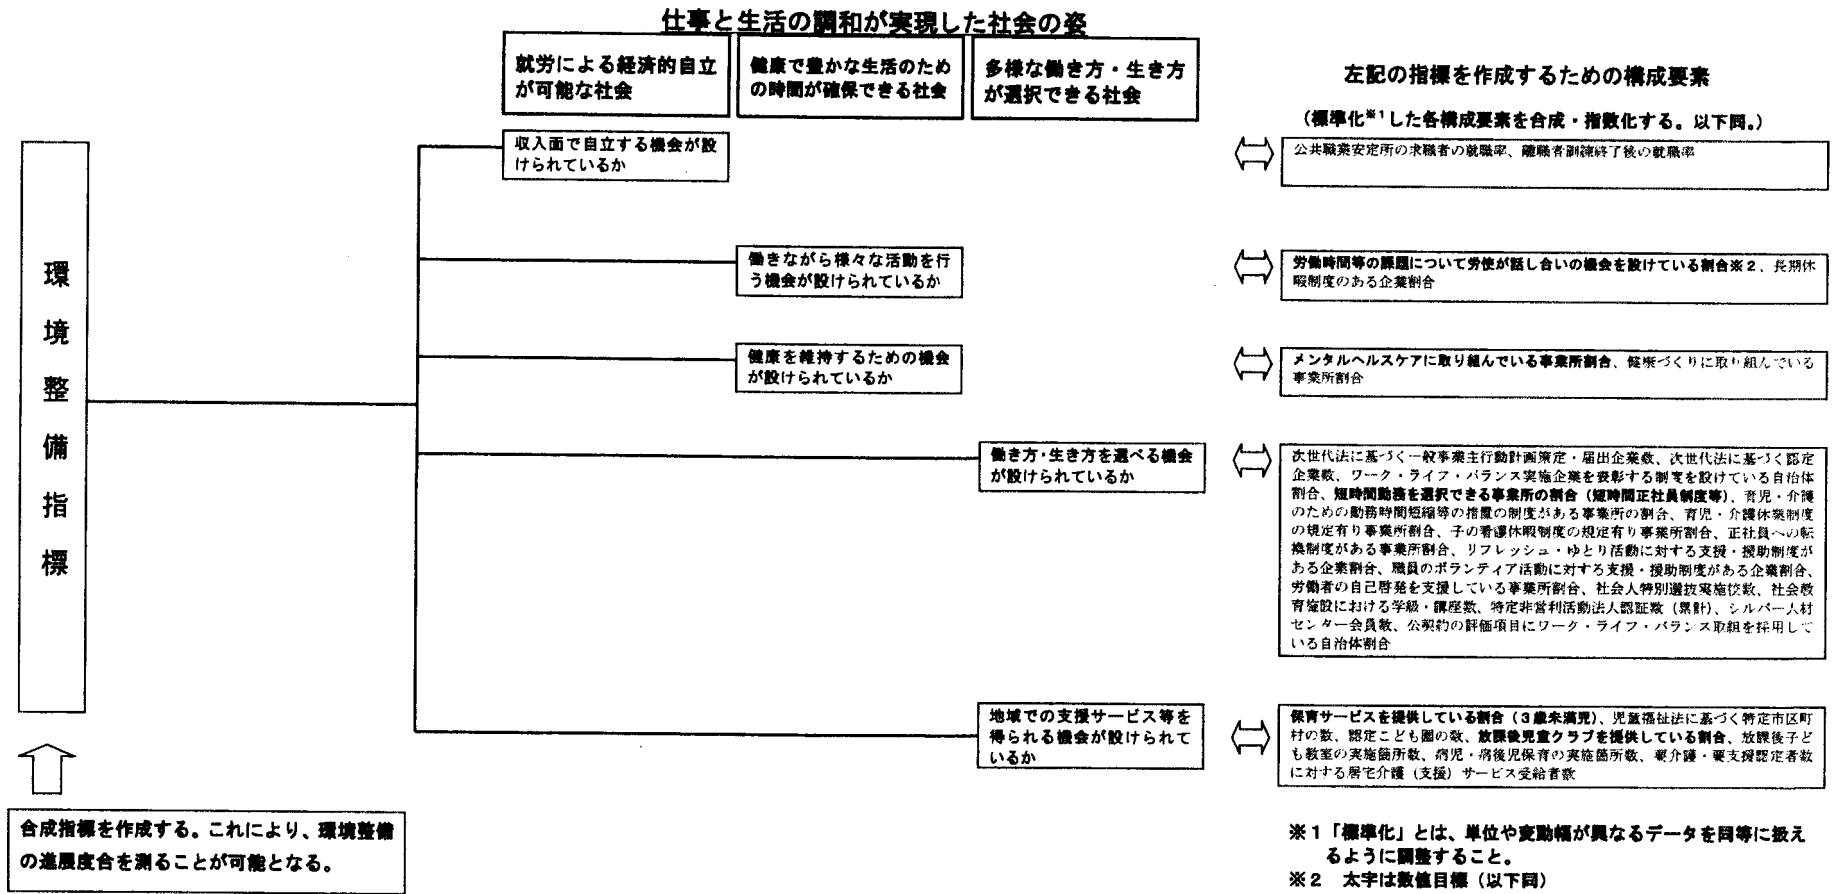 仕事と生活の調和が実現した社会の姿
就労による経済的自立
が可能な社会
健康で豊かな生活のため
の時間が確保できる社会
多様な働き方・生き方
が選択できる社会
左記の指標を作成するための構成要素
（標準化※1した各構成要素を合成・指数化する。以下同。）
環境整備指標
収入面で自立する機会が設
けられているか
公共職業安定所の求職者の就職率、離職者訓練終了後の就職率
働きながら様々な活動を行
う機会が設けられているか
労働時間等の課題について労使が話し合いの機会を設けている割合※2、長期休
暇制度のある企業割合
健康を維持するための機会
が設けられているか
メンタルヘルスケアに取り組んでいる事業所割合、健康づくりに取り組んでいる
事業所割合
働き方・生き方を選べる機会
が設けられているか
次世代法に基づく一般事業主行動計画策定・届出企業数、次世代法に基づく認定
企業数、ワーク・ライフ・バランス実施企業を表彰する制度を設けている自治体
割合、短時間勤務を選択できる事業所の割合（短時間正社員制度等）、育児・介護
のための勤務時間短縮等の措置の制度がある事業所の割合、育児・介護休業制度
の規定有り事業所割合、子の看護休暇制度の規定有り事業所割合、正社員への転
換制度がある事業所割合、リフレッシュ・ゆとり活動に対する支援・援助制度が
ある企業割合、職員のボランティア活動に対する支援・援助制度がある企業割合、
労働者の自己啓発を支援している事業所割合、社会人特別選抜実施校数、社会教
育施設における学級・講座数、特定非営利活動法人認証数（累計）、シルバー人材
センター会員数、公契約の評価項目にワーク・ライフ・バランス取組を採用して
いる自治体割合
地域での支援サービス等を
得られる機会が設けられて
いるか
保育サービスを提供している割合（3歳未満児）、児童福祉法に基づく特定市区町
村の数、認定こども園の数、放課後児童クラブを提供している割合、放課後子ど
も教室の実施箇所数、病児・病後児保育の実施箇所数、要介護・要支援認定者数
に対する居宅介護（支援）サービス受給者数
合成指標を作成する。これにより、環境整備
の進展度合を測ることが可能となる。
※1「標準化」とは、単位や変動幅が異なるデータを同等に扱え
るように調整すること。
※2 太字は数値目標（以下同）